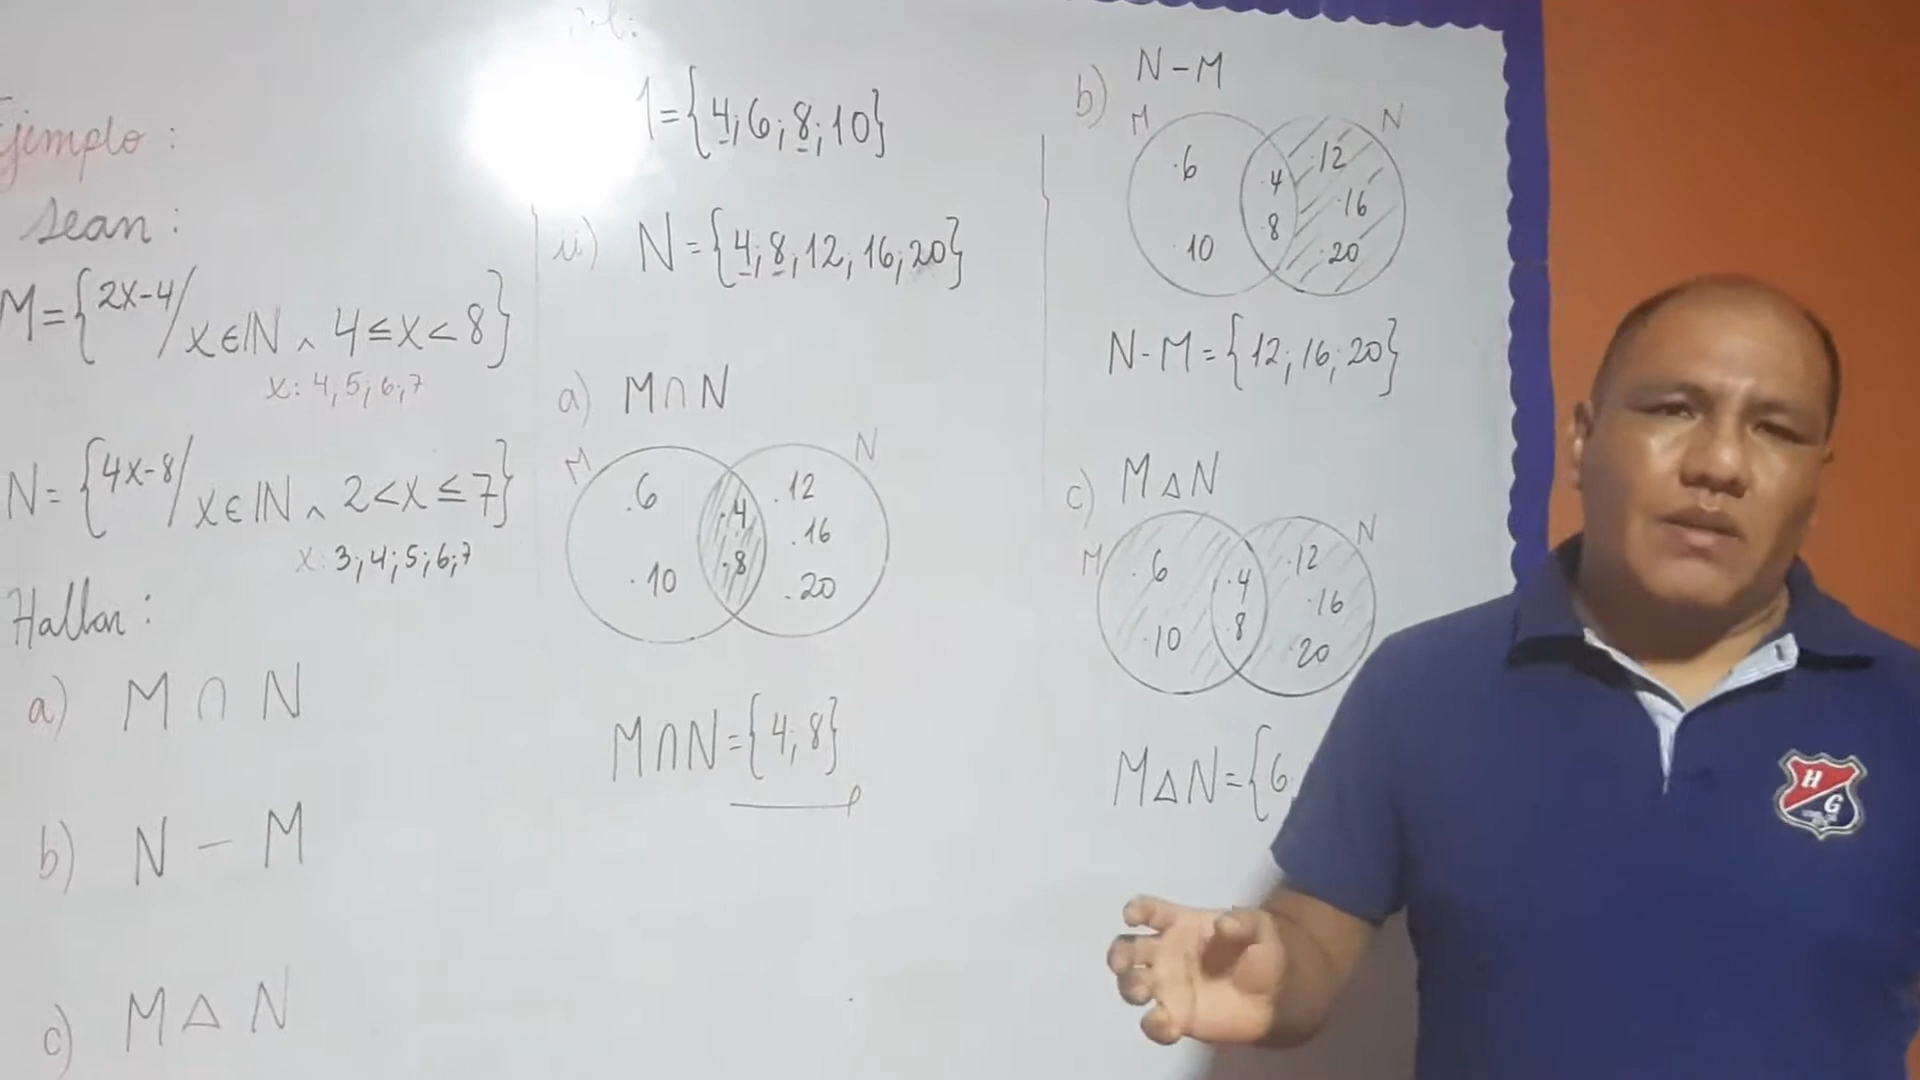 Ejemplo :
Sean :
M = {2x-4 / x ∈ IN ∧ 4 ≤ x < 8}
x: 4, 5; 6; 7
N = {4x-8 / x ∈ IN ∧ 2 < x ≤ 7}
x: 3; 4; 5; 6; 7
Hallar :
a) M ∩ N
b) N - M
c) M Δ N
= {4; 6; 8; 10}
ii) N = {4; 8; 12; 16; 20}
a) M ∩ N
M N
.6 .4 .12
.16
.10 .8 .20
M∩N = {4; 8}
b) N - M
M N
.6 .4 .12
.16
.10 .8 .20
N-M = {12; 16; 20}
c) M Δ N
M N
.6 .4 .12
.16
.10 .8 .20
MΔN = {6
H
G